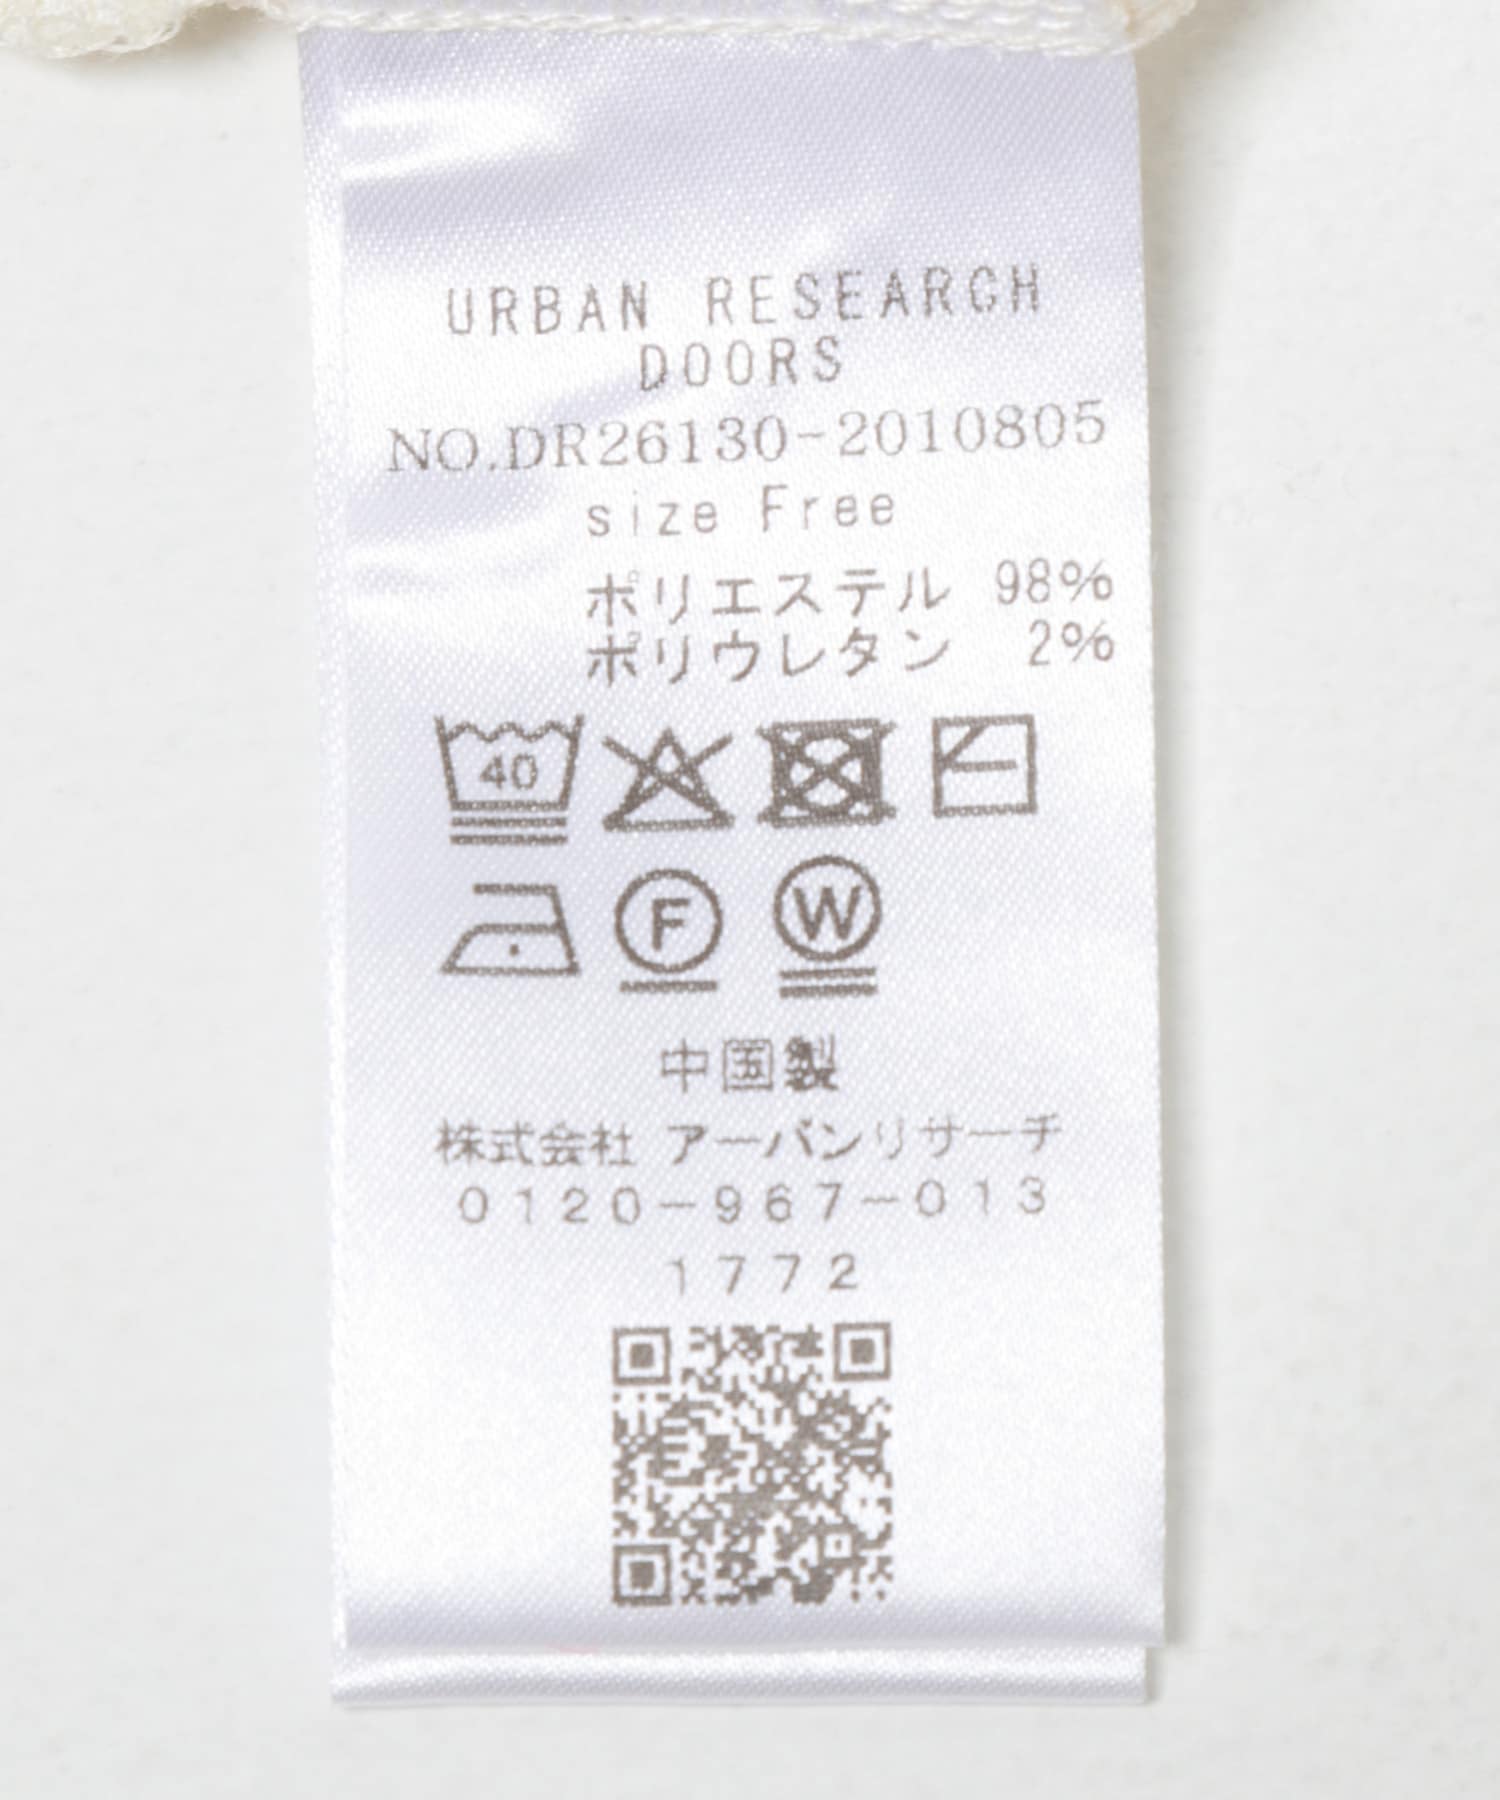 URBAN RESEARCH
DOORS
NO.DR26130-2010805
size Free
ポリエステル 98%
ポリウレタン 2%
40
F W
中国製
株式会社 アーバンリサーチ
0120-967-013
1772